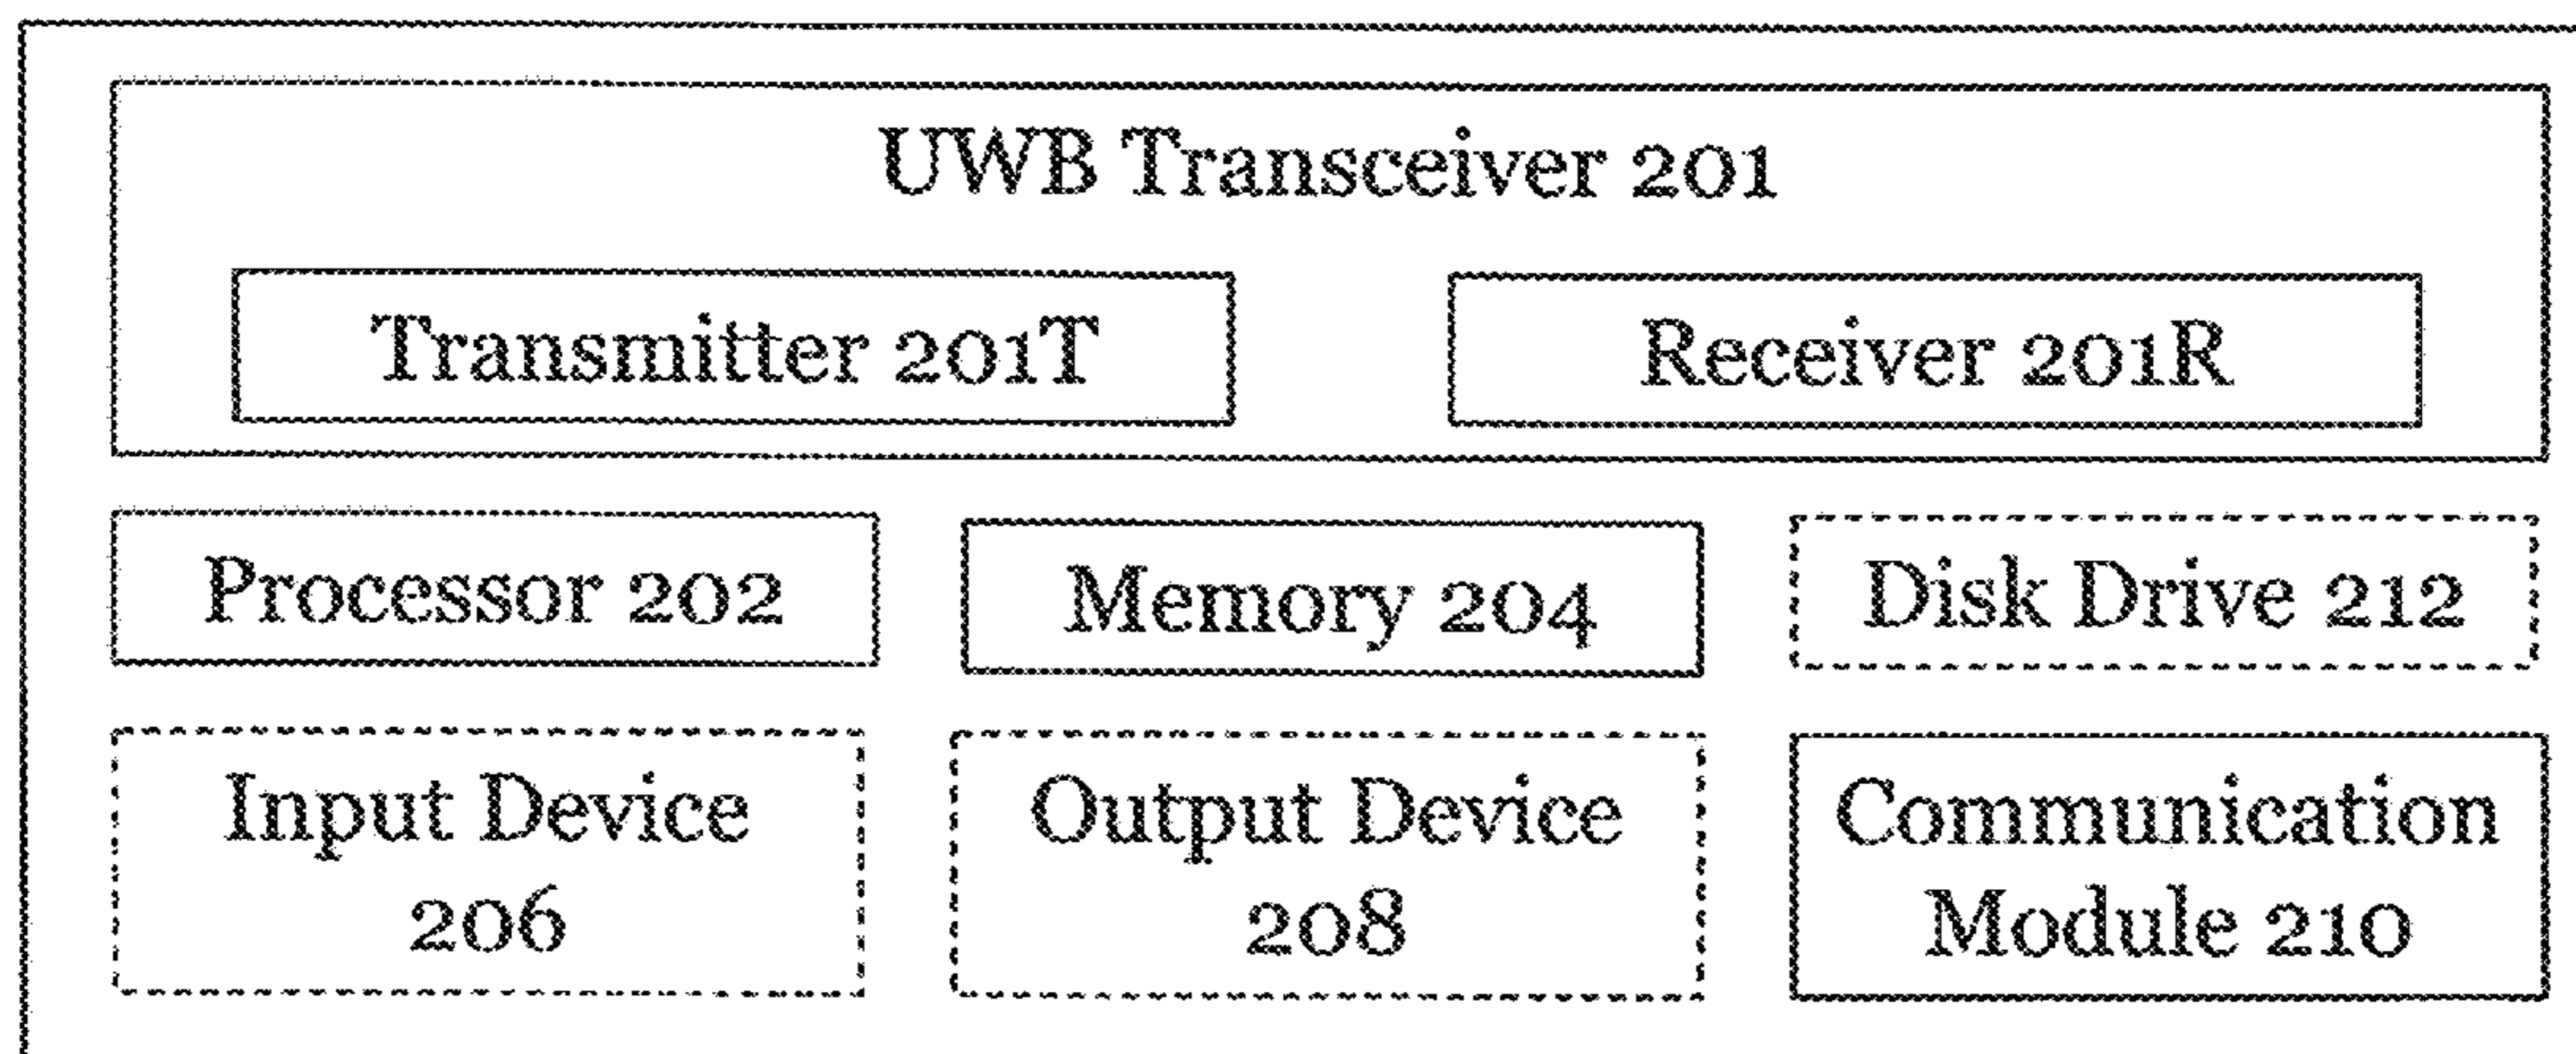 UWB Transceiver 201
Transmitter 201T
Receiver 201R
Processor 202
Memory 204
Disk Drive 212
Input Device
206
Output Device
208
Communication
Module 210